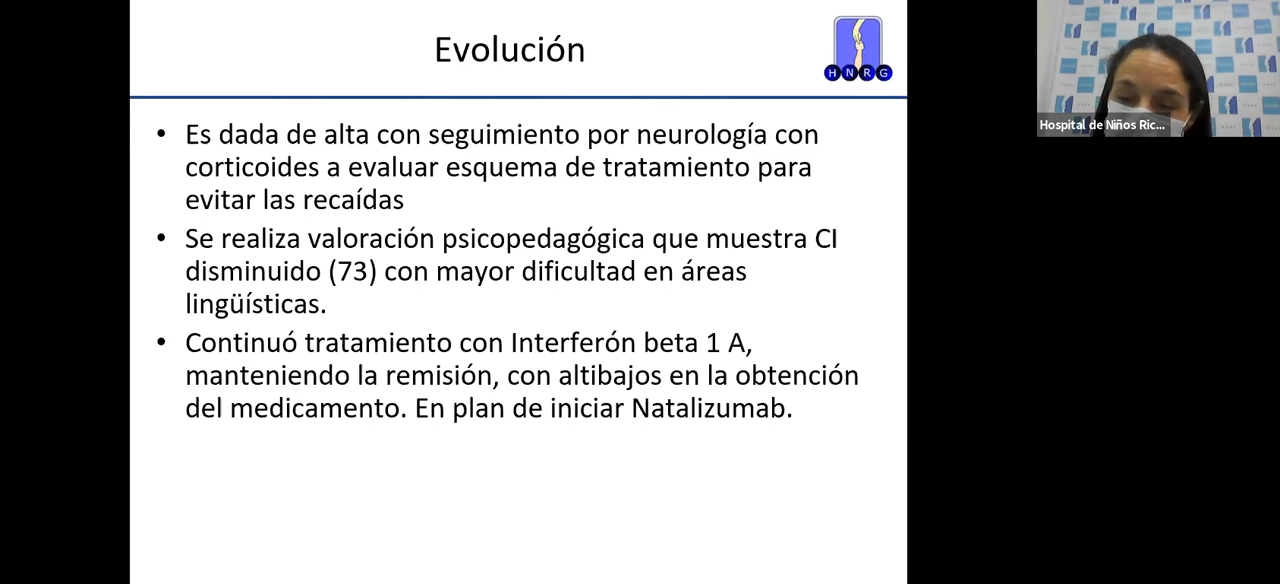 Evolución
H N R G
• Es dada de alta con seguimiento por neurología con
corticoides a evaluar esquema de tratamiento para
evitar las recaídas
• Se realiza valoración psicopedagógica que muestra CI
disminuido (73) con mayor dificultad en áreas
lingüísticas.
• Continuó tratamiento con Interferón beta 1 A,
manteniendo la remisión, con altibajos en la obtención
del medicamento. En plan de iniciar Natalizumab.
Hospital de Niños Ric...